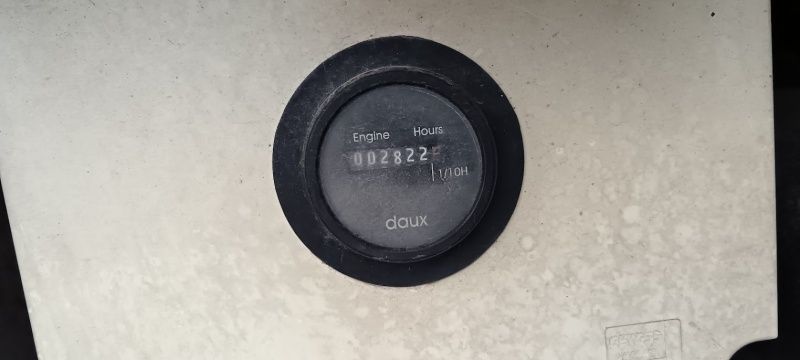 Engine Hours
002822
1/10H
daux